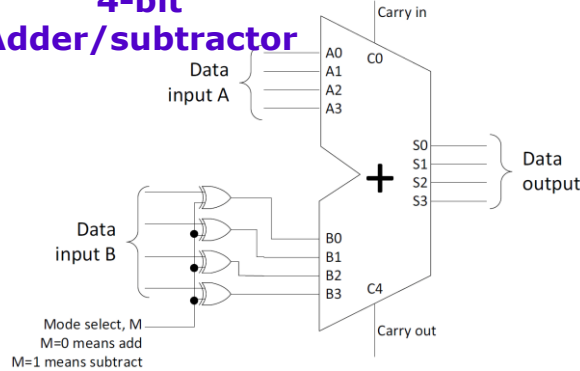 4-bit
Adder/subtractor
Carry in
Data
input A
A0
A1
A2
A3
C0
S0
S1
S2
S3
Data
output
+
Data
input B
B0
B1
B2
B3
C4
Mode select, M
M=0 means add
M=1 means subtract
Carry out